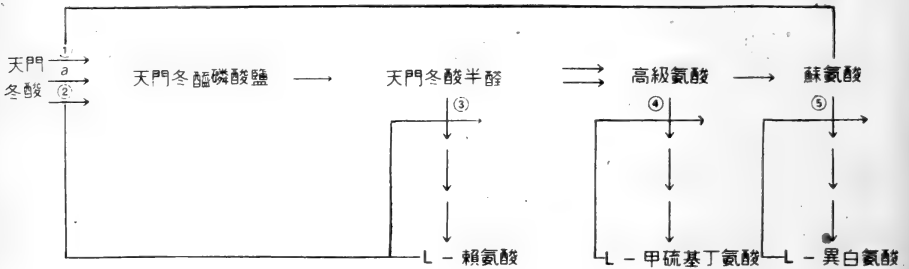 ①
天門
a
天門冬醯磷酸鹽
天門冬酸半醛
高級氨酸
蘇氨酸
冬酸
②
③
④
⑤
L - 賴氨酸
L - 甲硫基丁氨酸
L - 異白氨酸